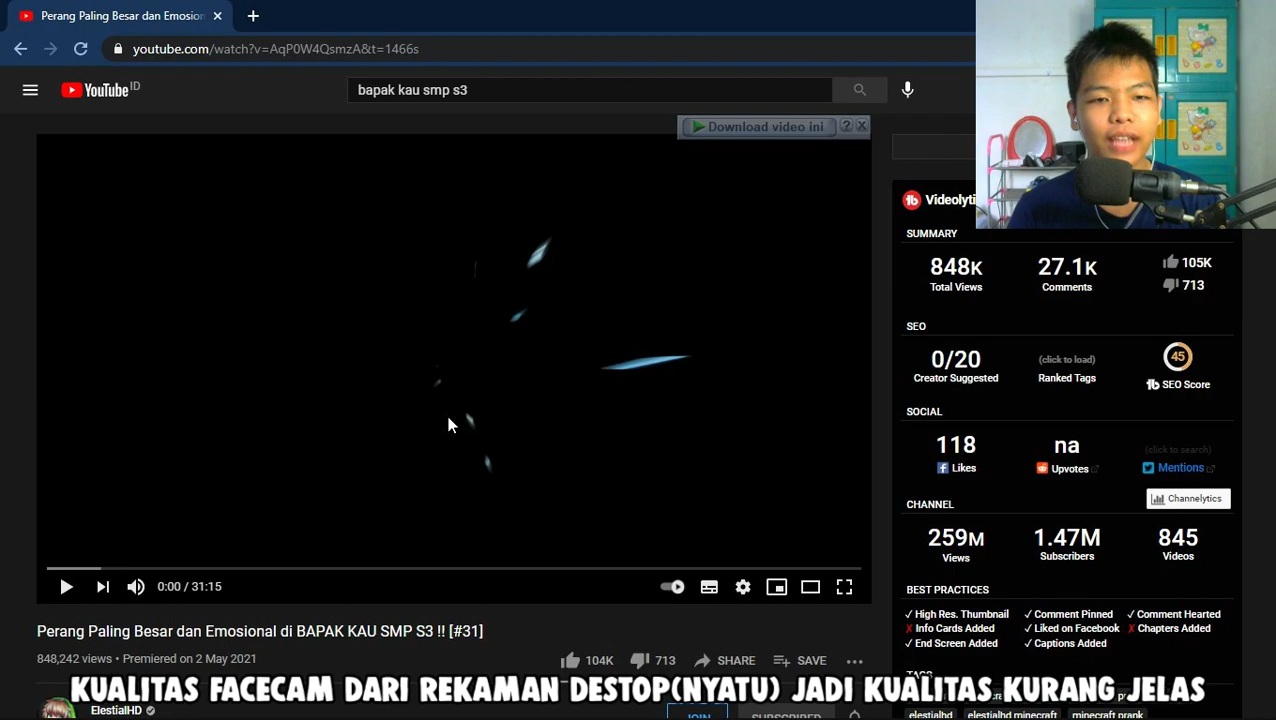 Perang Paling Besar dan Emosion
youtube.com/watch?v=AqP0W4QsmzA&t=1466s
YouTube ID
bapak kau smp s3
Download video ini
Videolyti
SUMMARY
848K 27.1K 105K
Total Views Comments 713
SEO
0/20 (click to load) 45
Creator Suggested Ranked Tags SEO Score
SOCIAL
118 na (click to search)
Likes Upvotes Mentions
CHANNEL Channelytics
259M 1.47M 845
Views Subscribers Videos
BEST PRACTICES
✓ High Res. Thumbnail ✓ Comment Pinned ✓ Comment Hearted
✗ Info Cards Added ✓ Liked on Facebook ✗ Chapters Added
✓ End Screen Added ✓ Captions Added
TAGS
elestialhd elestialhd minecraft minecraft prank
0:00 / 31:15
Perang Paling Besar dan Emosional di BAPAK KAU SMP S3 !! [#31]
848,242 views • Premiered on 2 May 2021
104K 713 SHARE SAVE
KUALITAS FACECAM DARI REKAMAN DESTOP(NYATU) JADI KUALITAS KURANG JELAS
ElestialHD
JOIN SUBSCRIBED